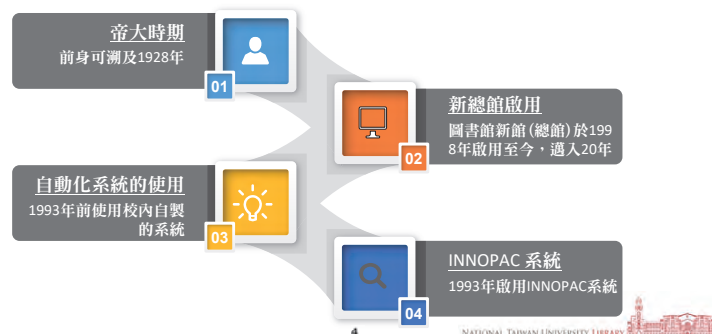 帝大時期
前身可溯及1928年
01
新總館啟用
圖書館新館(總館)於199
8年啟用至今，邁入20年
02
自動化系統的使用
1993年前使用校內自製
的系統
03
INNOPAC 系統
1993年啟用INNOPAC系統
04
4
NATIONAL TAIWAN UNIVERSITY LIBRARY